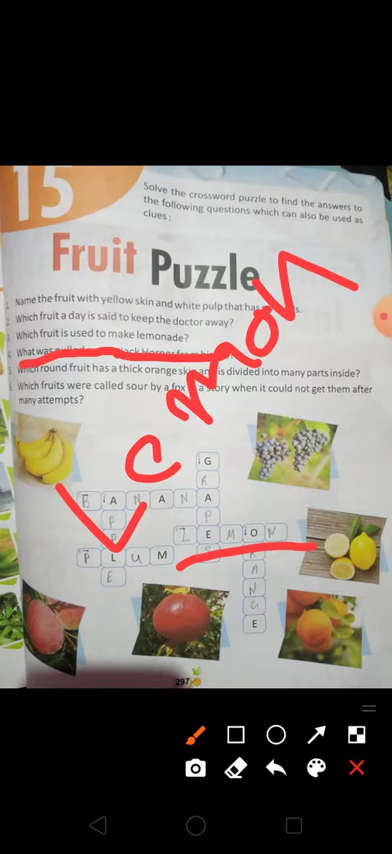 15
Solve the crossword puzzle to find the answers to
the following questions which can also be used as
clues :
Fruit Puzzle
Name the fruit with yellow skin and white pulp that has
Which fruit a day is said to keep the doctor away?
Which fruit is used to make lemonade?
What was
Which round fruit has a thick orange skin and is divided into many parts inside?
Which fruits were called sour by a fox in a story when it could not get them after
many attempts?
Lemon
G
R
A N A N A
P P
E M O N
P L U M
R
E A
N
G
E
297